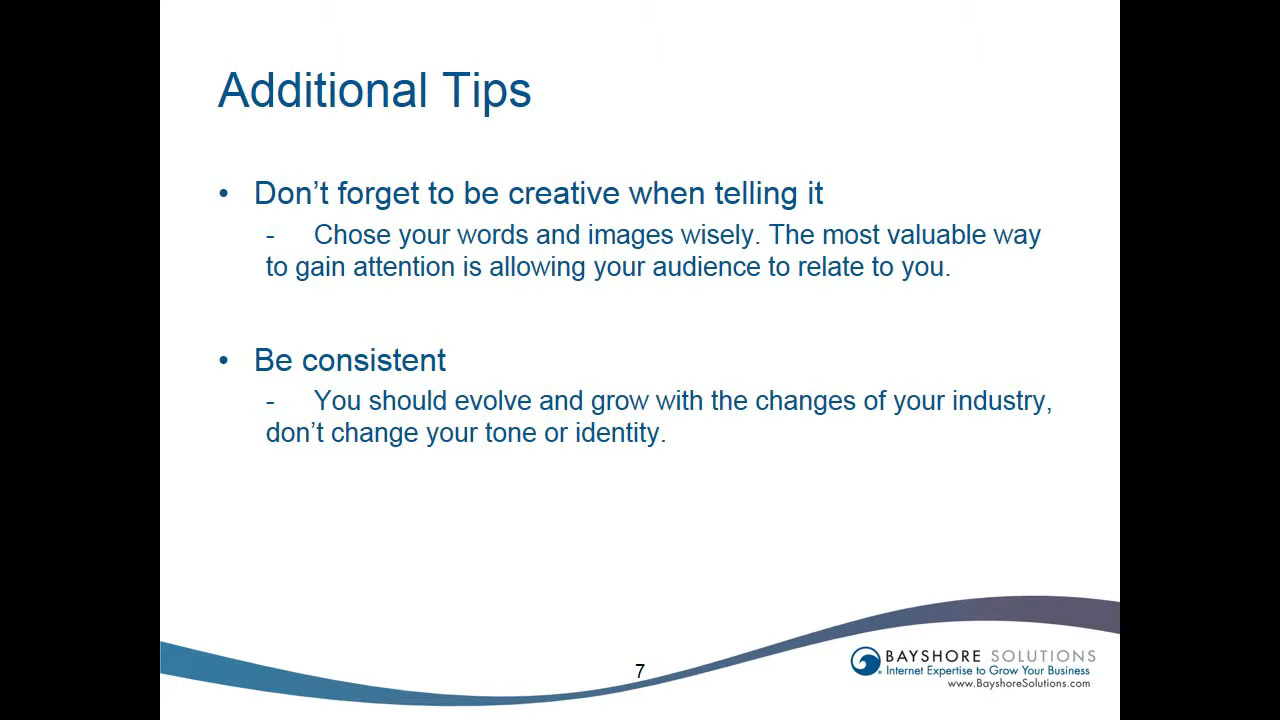 Additional Tips
• Don’t forget to be creative when telling it
- Chose your words and images wisely. The most valuable way
to gain attention is allowing your audience to relate to you.
• Be consistent
- You should evolve and grow with the changes of your industry,
don’t change your tone or identity.
7
BAYSHORE SOLUTIONS
Internet Expertise to Grow Your Business
www.BayshoreSolutions.com